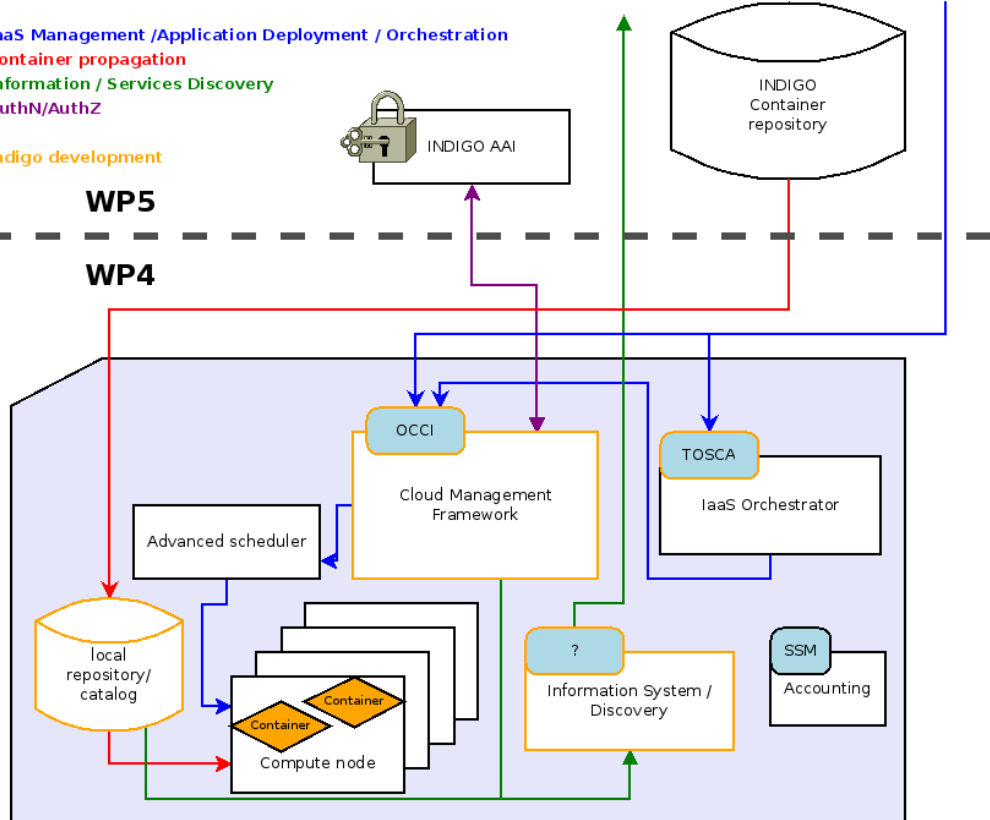 aaS Management /Application Deployment / Orchestration
ontainer propagation
nformation / Services Discovery
uthN/AuthZ
ndigo development
WP5
INDIGO AAI
INDIGO
Container
repository
WP4
OCCI
Cloud Management
Framework
TOSCA
IaaS Orchestrator
Advanced scheduler
local
repository/
catalog
Container
Container
Compute node
?
Information System /
Discovery
SSM
Accounting